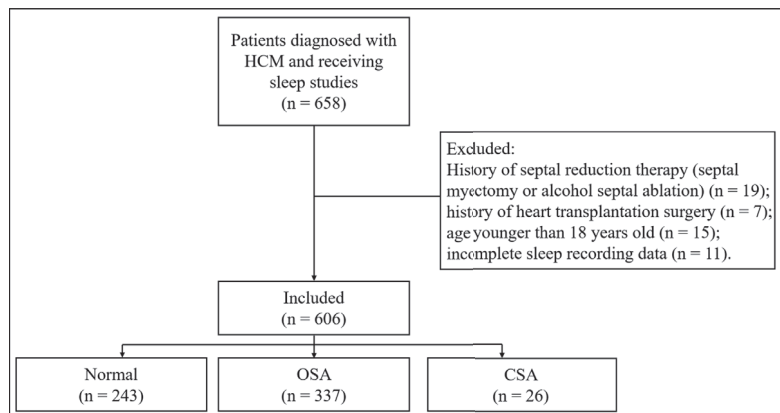 Patients diagnosed with
HCM and receiving
sleep studies
(n = 658)
Excluded:
History of septal reduction therapy (septal
myectomy or alcohol septal ablation) (n = 19);
history of heart transplantation surgery (n = 7);
age younger than 18 years old (n = 15);
incomplete sleep recording data (n = 11).
Included
(n = 606)
Normal
(n = 243)
OSA
(n = 337)
CSA
(n = 26)